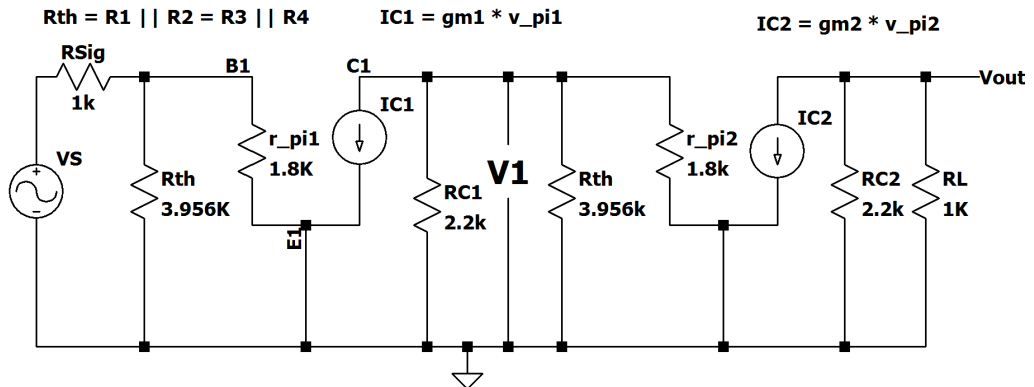 Rth = R1 || R2 = R3 || R4
IC1 = gm1 * v_pi1
IC2 = gm2 * v_pi2
RSig
1k
VS
Rth
3.956K
B1
r_pi1
1.8K
E1
C1
IC1
RC1
2.2k
V1
Rth
3.956k
r_pi2
1.8k
IC2
RC2
2.2k
RL
1K
Vout